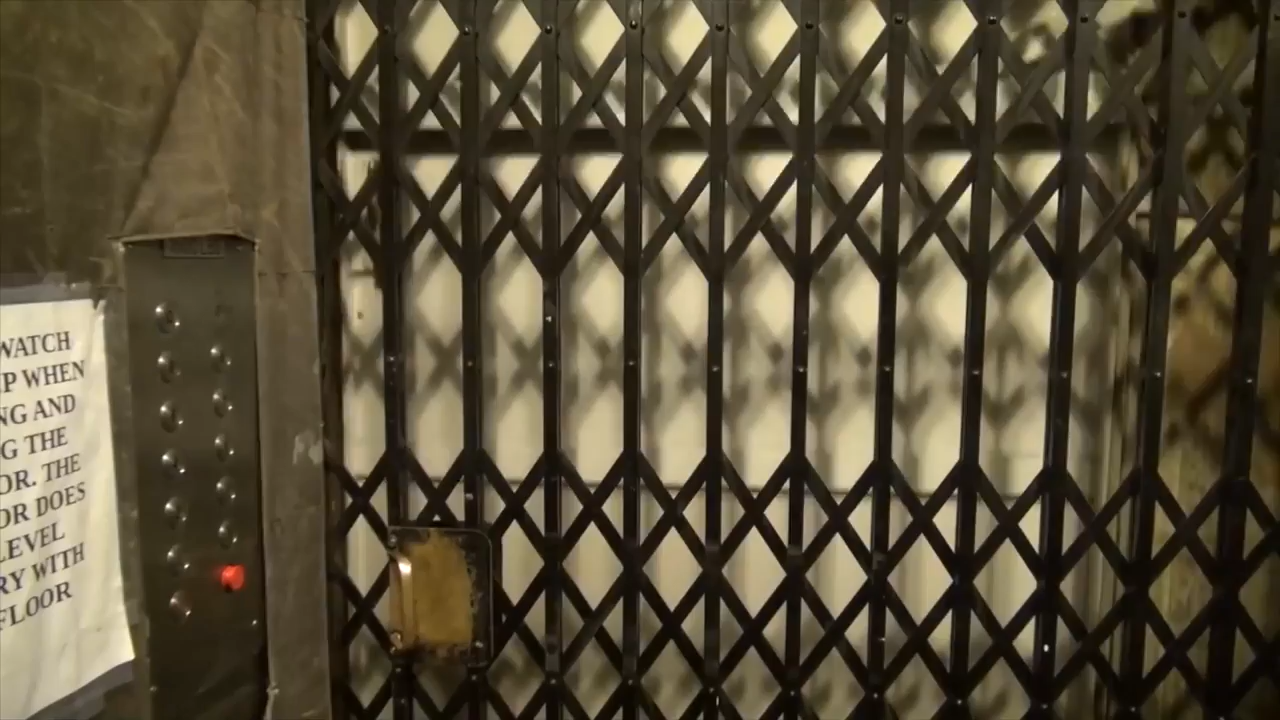 WATCH
P WHEN
NG AND
G THE
OR. THE
OR DOES
LEVEL
RY WITH
FLOOR